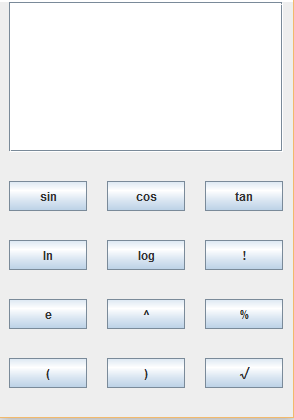 sin cos tan
ln log !
e ^ %
( ) √